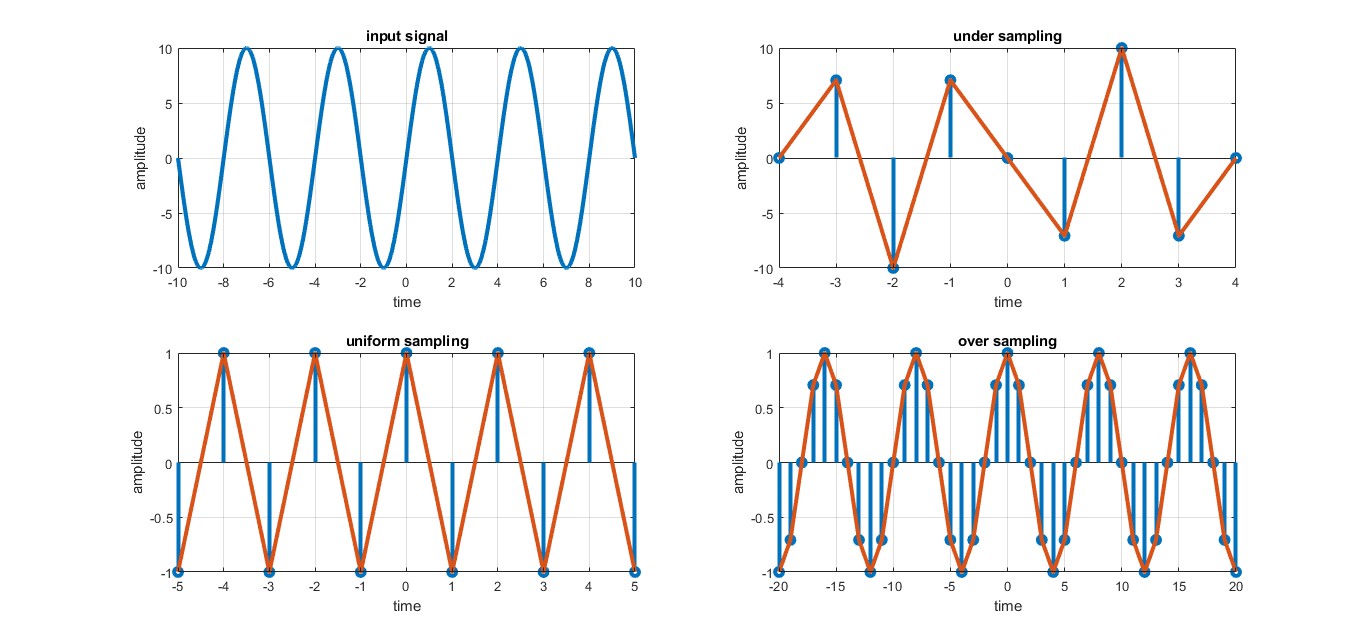 input signal
10
5
0
-5
-10
amplitude
-10 -8 -6 -4 -2 0 2 4 6 8 10
time
under sampling
10
5
0
-5
-10
amplitude
-4 -3 -2 -1 0 1 2 3 4
time
uniform sampling
1
0.5
0
-0.5
-1
amplitude
-5 -4 -3 -2 -1 0 1 2 3 4 5
time
over sampling
1
0.5
0
-0.5
-1
amplitude
-20 -15 -10 -5 0 5 10 15 20
time